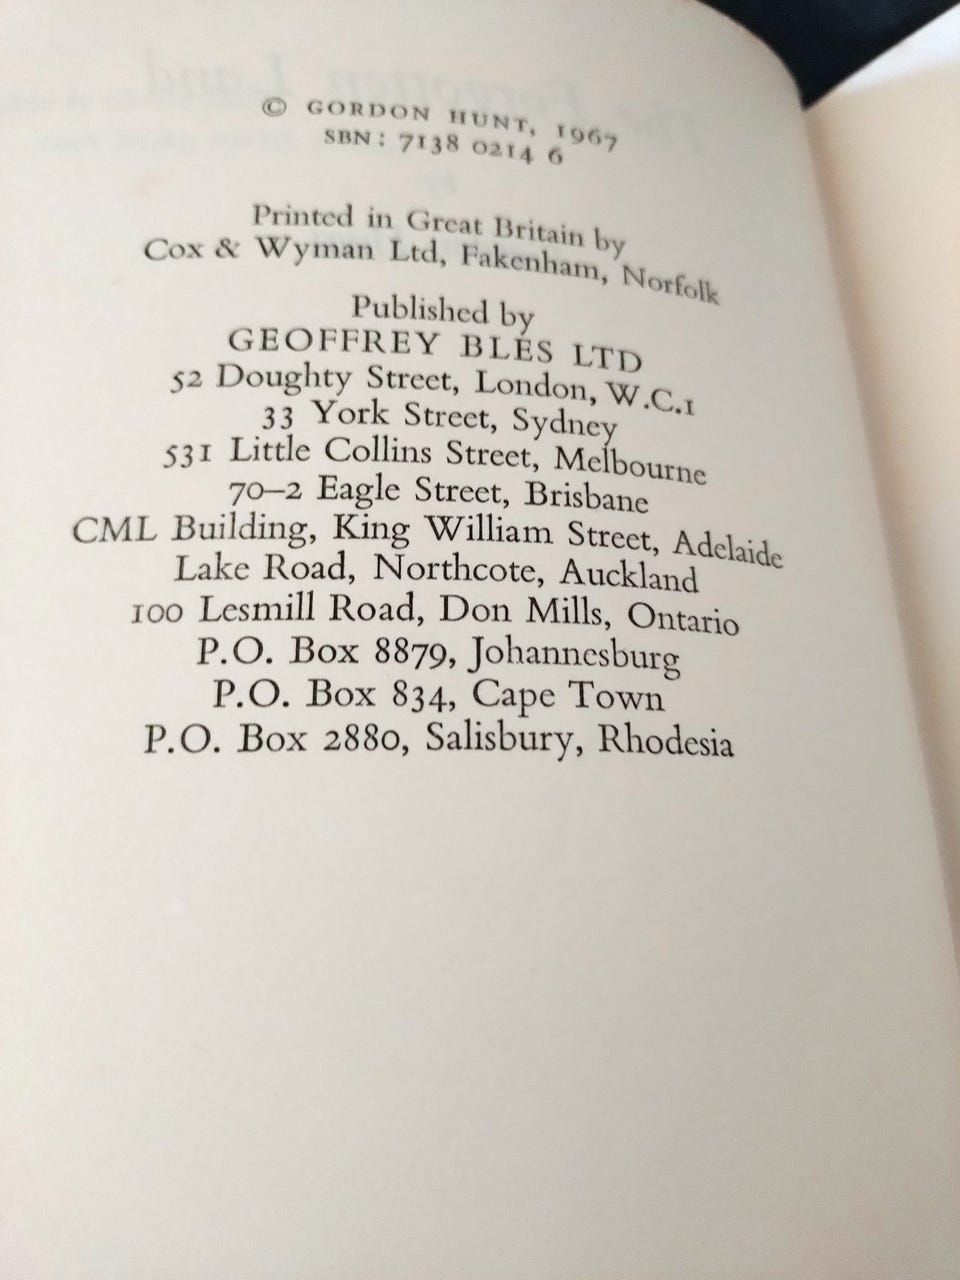 © GORDON HUNT, 1967
SBN: 7138 0214 6
Printed in Great Britain by
Cox & Wyman Ltd, Fakenham, Norfolk
Published by
GEOFFREY BLES LTD
52 Doughty Street, London, W.C.1
33 York Street, Sydney
531 Little Collins Street, Melbourne
70–2 Eagle Street, Brisbane
CML Building, King William Street, Adelaide
Lake Road, Northcote, Auckland
100 Lesmill Road, Don Mills, Ontario
P.O. Box 8879, Johannesburg
P.O. Box 834, Cape Town
P.O. Box 2880, Salisbury, Rhodesia